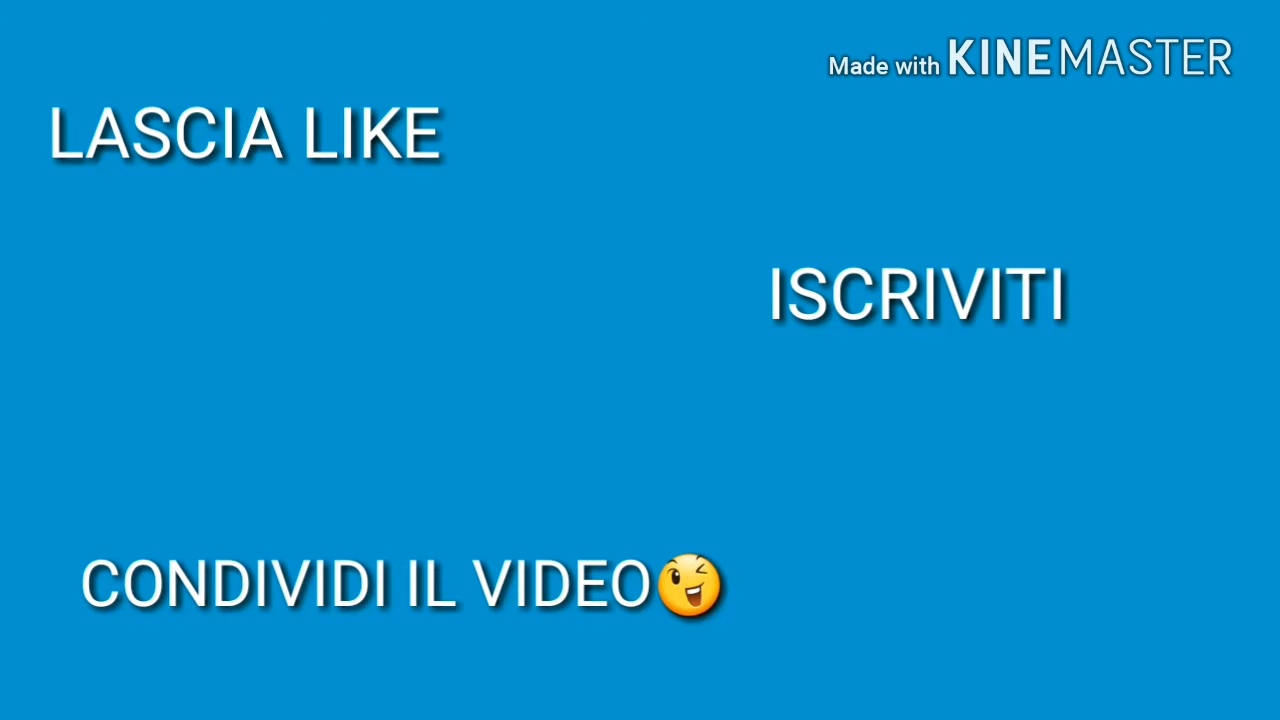 Made with KINEMASTER
LASCIA LIKE
ISCRIVITI
CONDIVIDI IL VIDEO😉